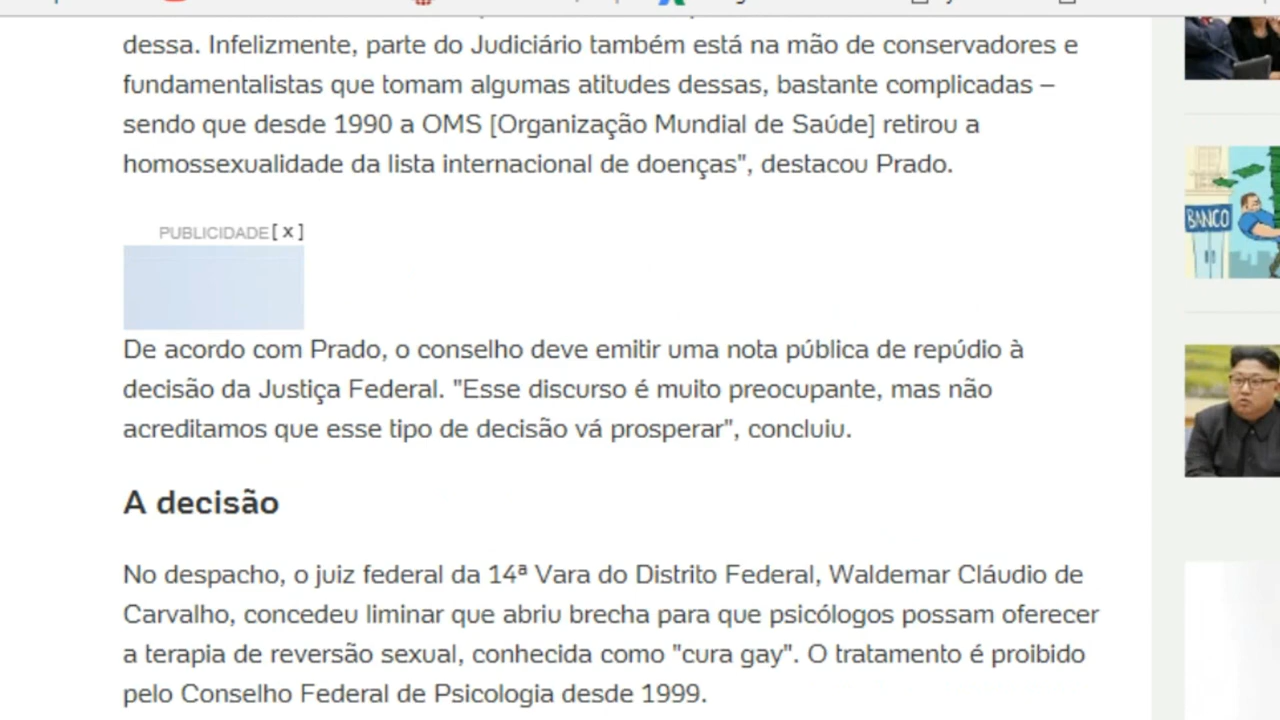 dessa. Infelizmente, parte do Judiciário também está na mão de conservadores e
fundamentalistas que tomam algumas atitudes dessas, bastante complicadas –
sendo que desde 1990 a OMS [Organização Mundial de Saúde] retirou a
homossexualidade da lista internacional de doenças", destacou Prado.
PUBLICIDADE[ x ]
BANCO
De acordo com Prado, o conselho deve emitir uma nota pública de repúdio à
decisão da Justiça Federal. "Esse discurso é muito preocupante, mas não
acreditamos que esse tipo de decisão vá prosperar", concluiu.
A decisão
No despacho, o juiz federal da 14ª Vara do Distrito Federal, Waldemar Cláudio de
Carvalho, concedeu liminar que abriu brecha para que psicólogos possam oferecer
a terapia de reversão sexual, conhecida como "cura gay". O tratamento é proibido
pelo Conselho Federal de Psicologia desde 1999.